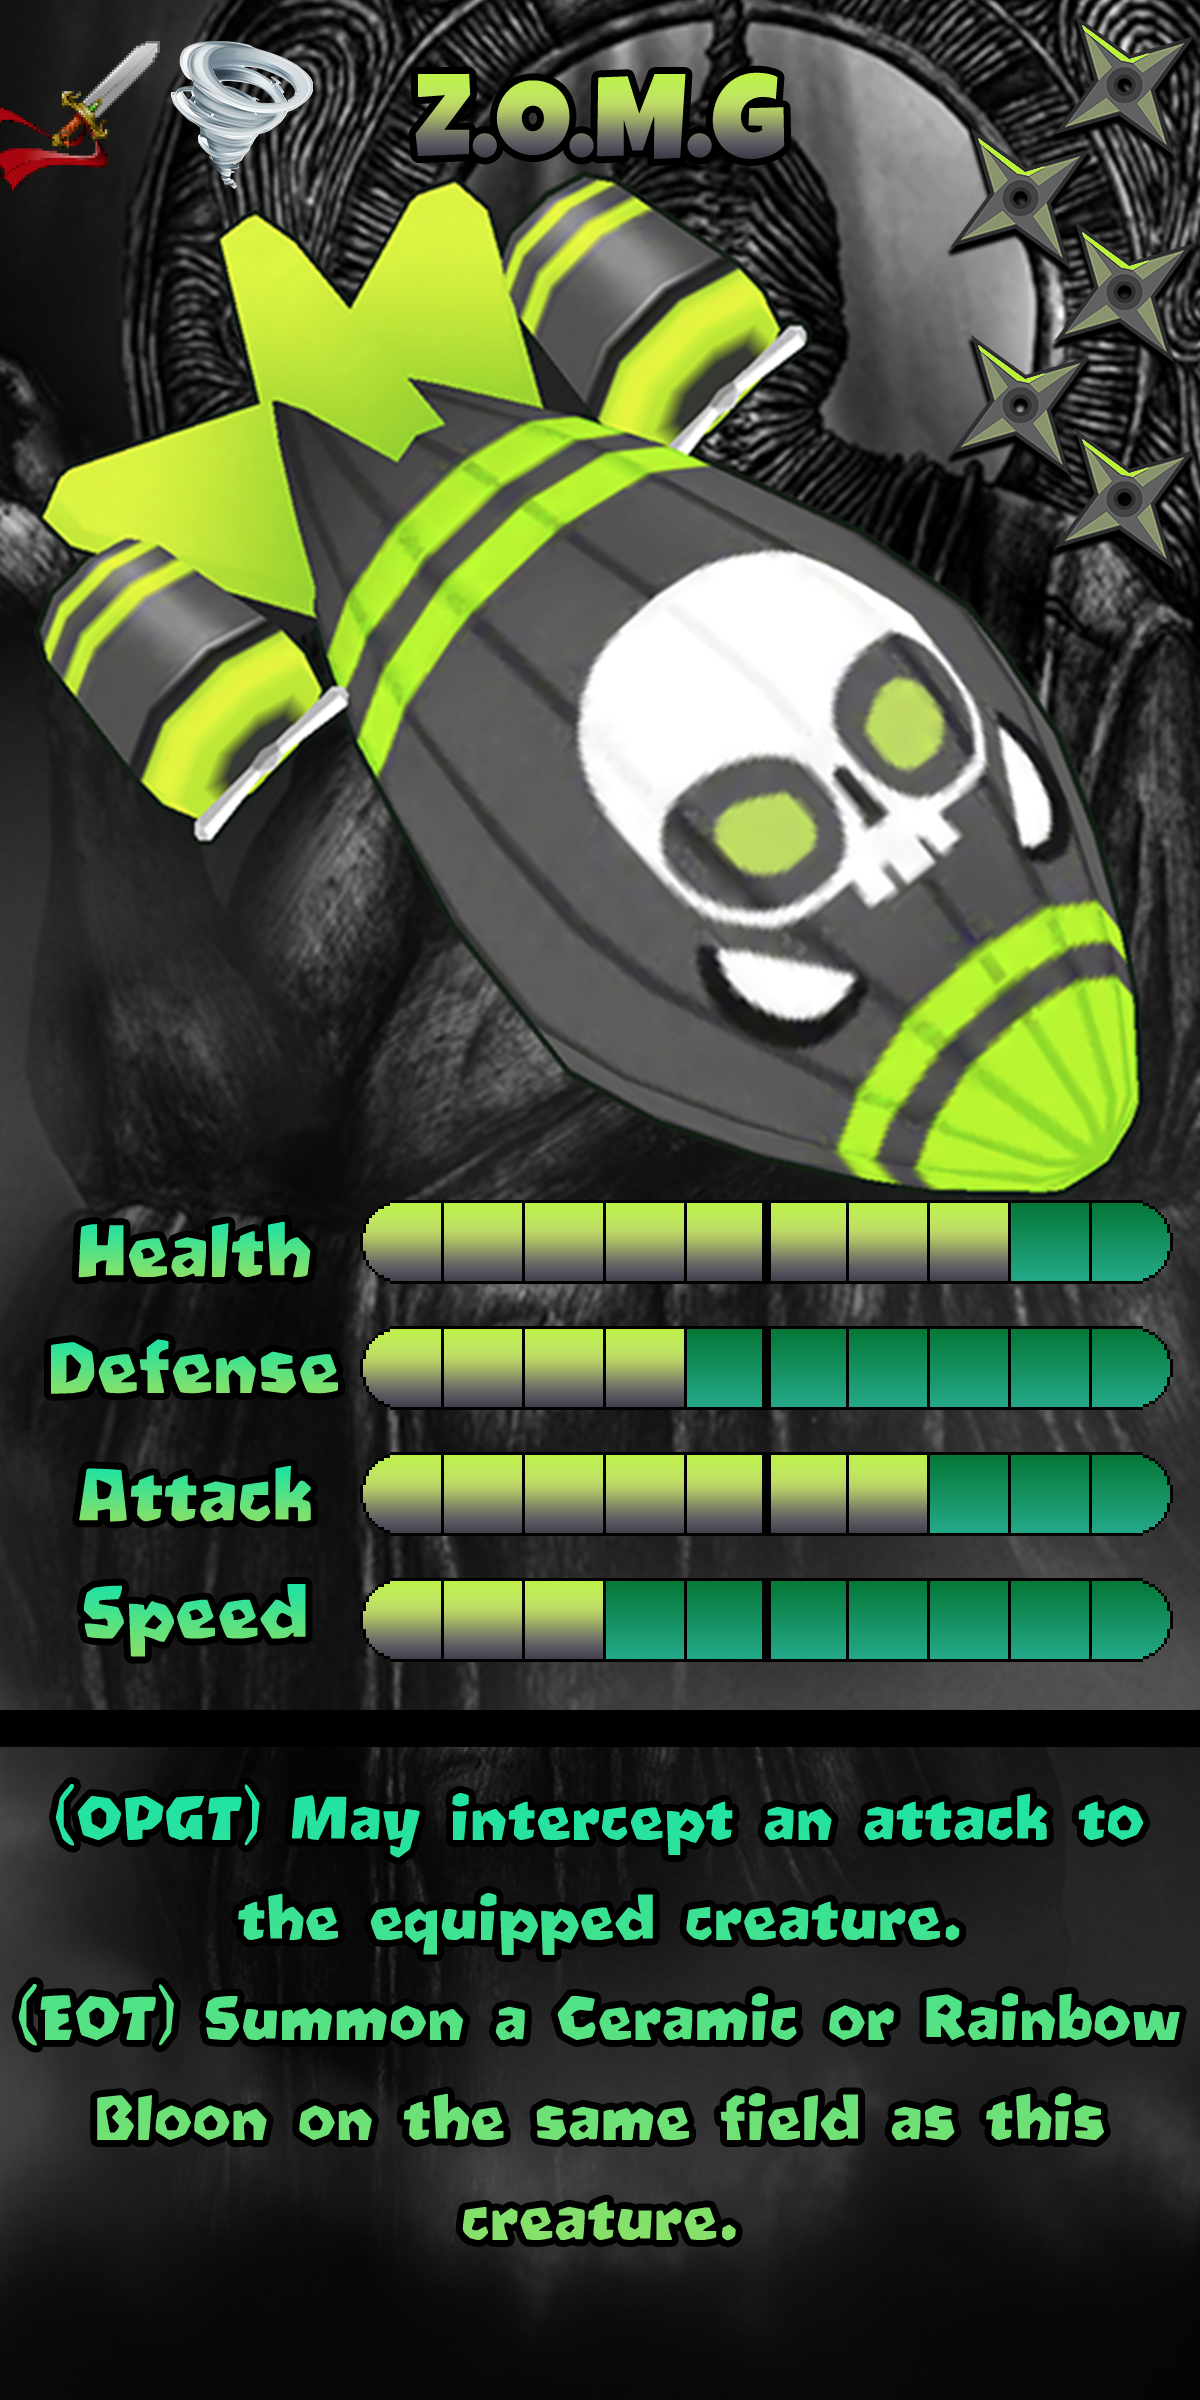 Z.O.M.G
Health
Defense
Attack
Speed
(OPGT) May intercept an attack to
the equipped creature.
(EOT) Summon a Ceramic or Rainbow
Bloon on the same field as this
creature.